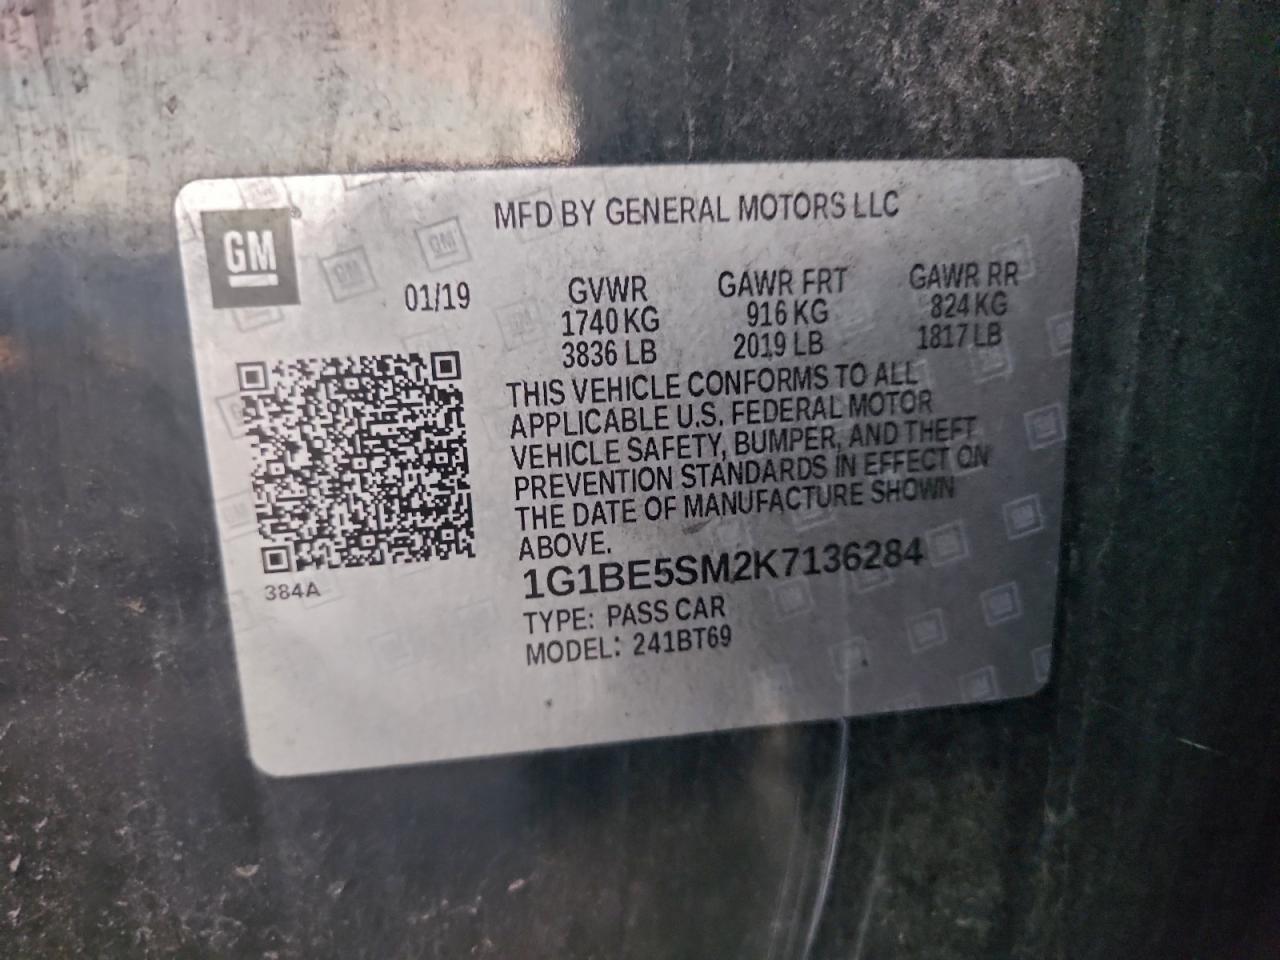 MFD BY GENERAL MOTORS LLC
GM®
01/19
GVWR GAWR FRT GAWR RR
1740 KG 916 KG 824 KG
3836 LB 2019 LB 1817 LB
THIS VEHICLE CONFORMS TO ALL
APPLICABLE U.S. FEDERAL MOTOR
VEHICLE SAFETY, BUMPER, AND THEFT
PREVENTION STANDARDS IN EFFECT ON
THE DATE OF MANUFACTURE SHOWN
ABOVE.
384A
1G1BE5SM2K7136284
TYPE: PASS CAR
MODEL: 241BT69